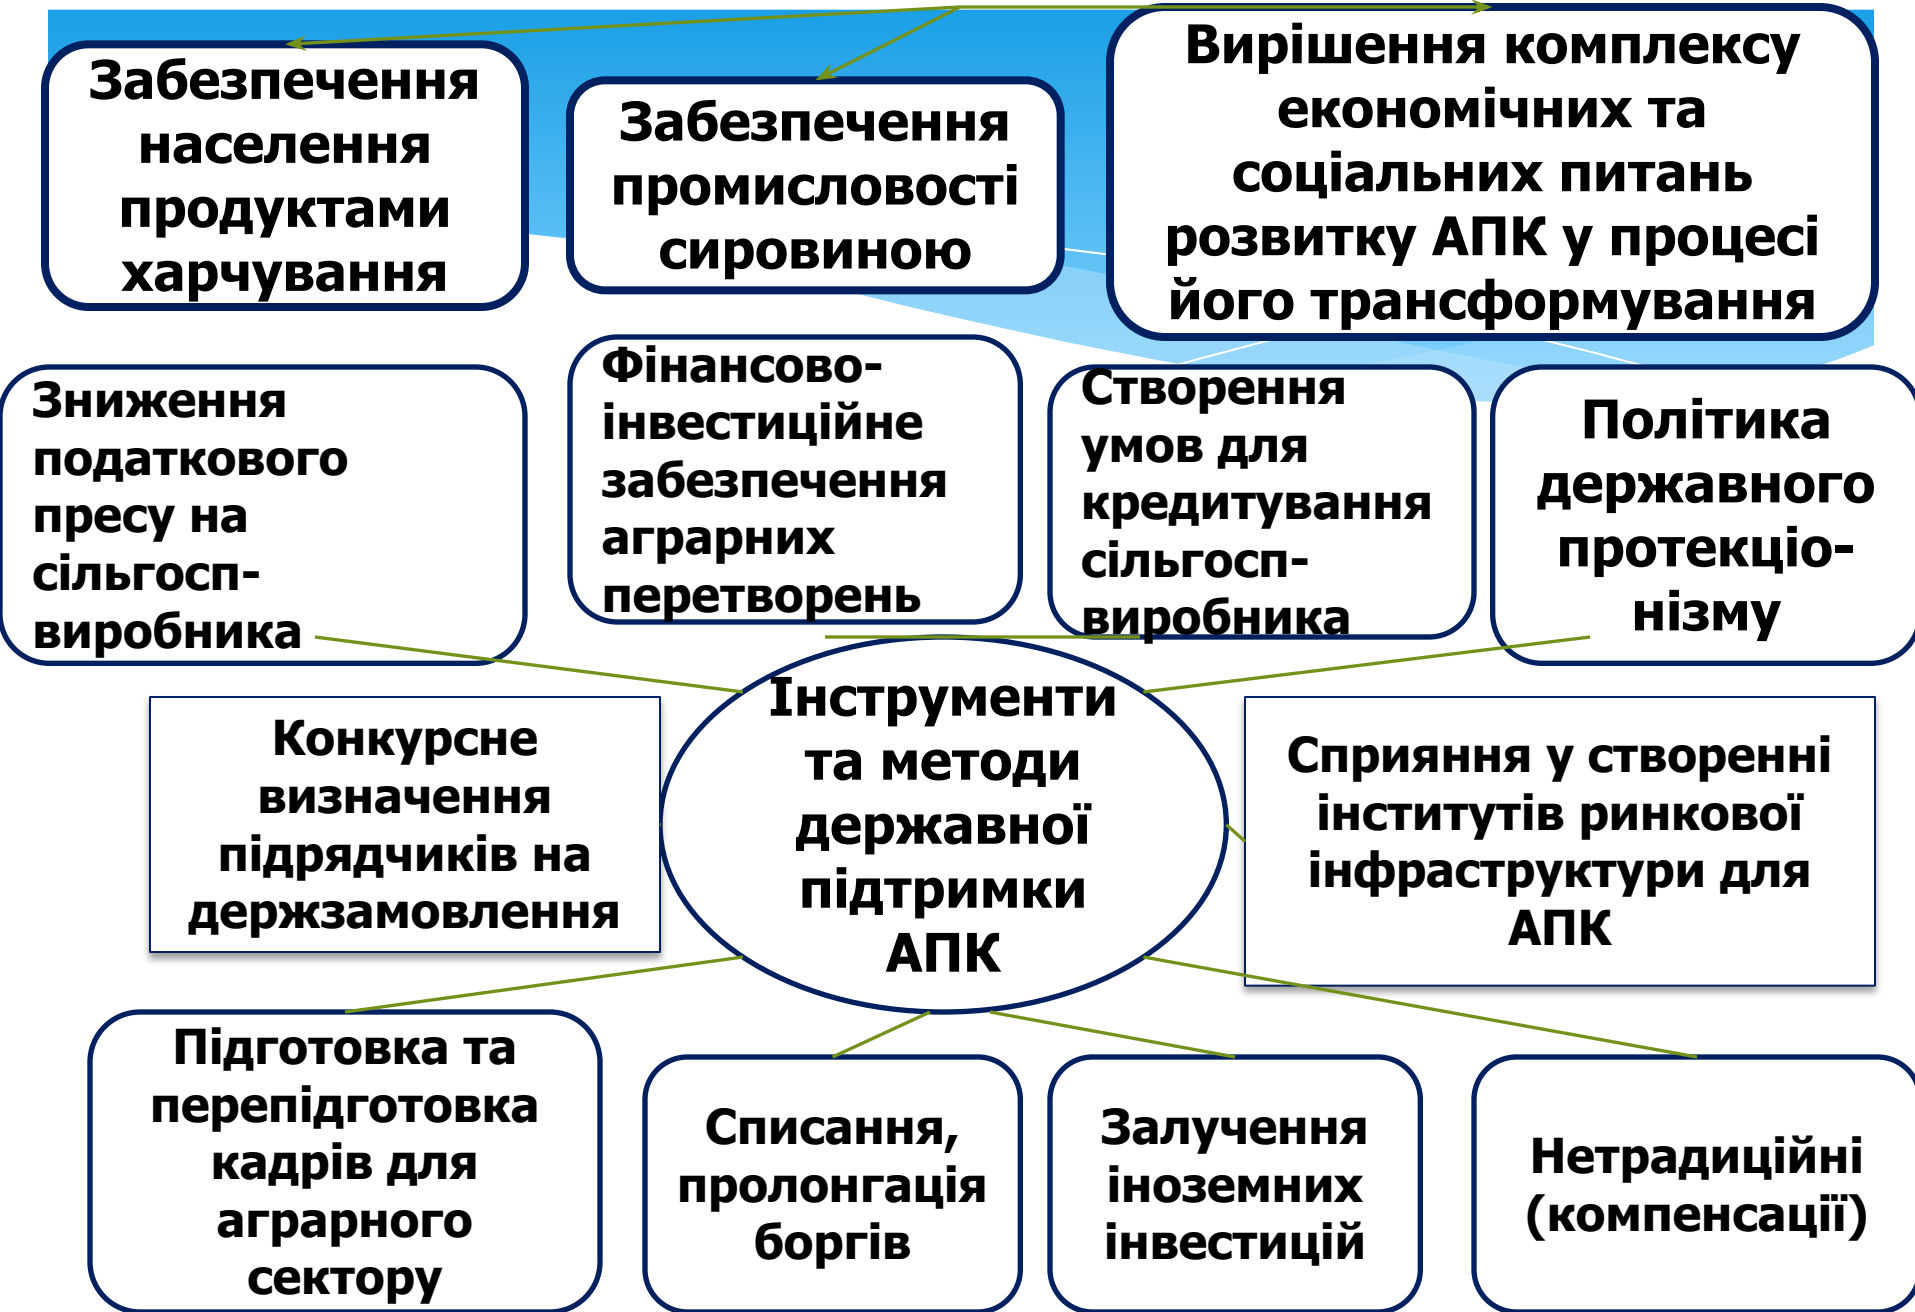 Забезпечення
населення
продуктами
харчування
Забезпечення
промисловості
сировиною
Вирішення комплексу
економічних та
соціальних питань
розвитку АПК у процесі
його трансформування
Зниження
податкового
пресу на
сільгосп-
виробника
Фінансово-
інвестиційне
забезпечення
аграрних
перетворень
Створення
умов для
кредитування
сільгосп-
виробника
Політика
державного
протекціо-
нізму
Конкурсне
визначення
підрядчиків на
держзамовлення
Інструменти
та методи
державної
підтримки
АПК
Сприяння у створенні
інститутів ринкової
інфраструктури для
АПК
Підготовка та
перепідготовка
кадрів для
аграрного
сектору
Списання,
пролонгація
боргів
Залучення
іноземних
інвестицій
Нетрадиційні
(компенсації)